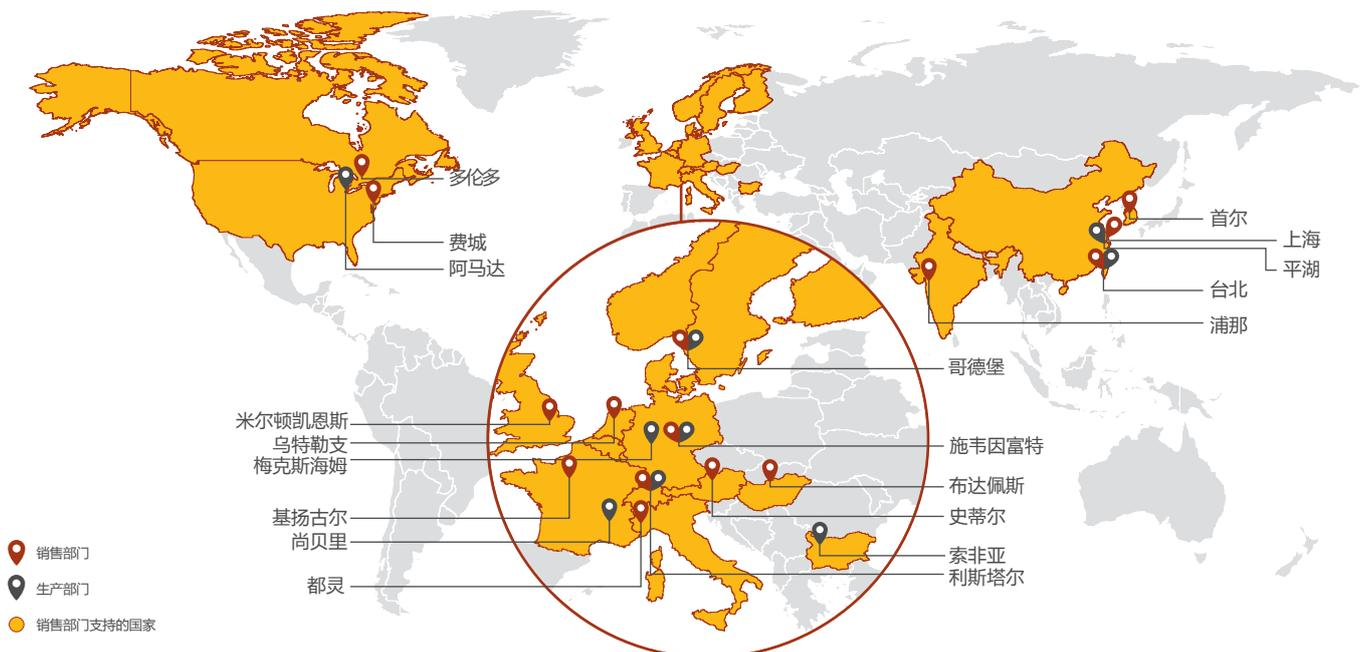 多伦多
费城
阿马达
首尔
上海
平湖
台北
浦那
哥德堡
米尔顿凯恩斯
乌特勒支
梅克斯海姆
施韦因富特
布达佩斯
史蒂尔
基扬古尔
尚贝里
索非亚
利斯塔尔
都灵
销售部门
生产部门
销售部门支持的国家